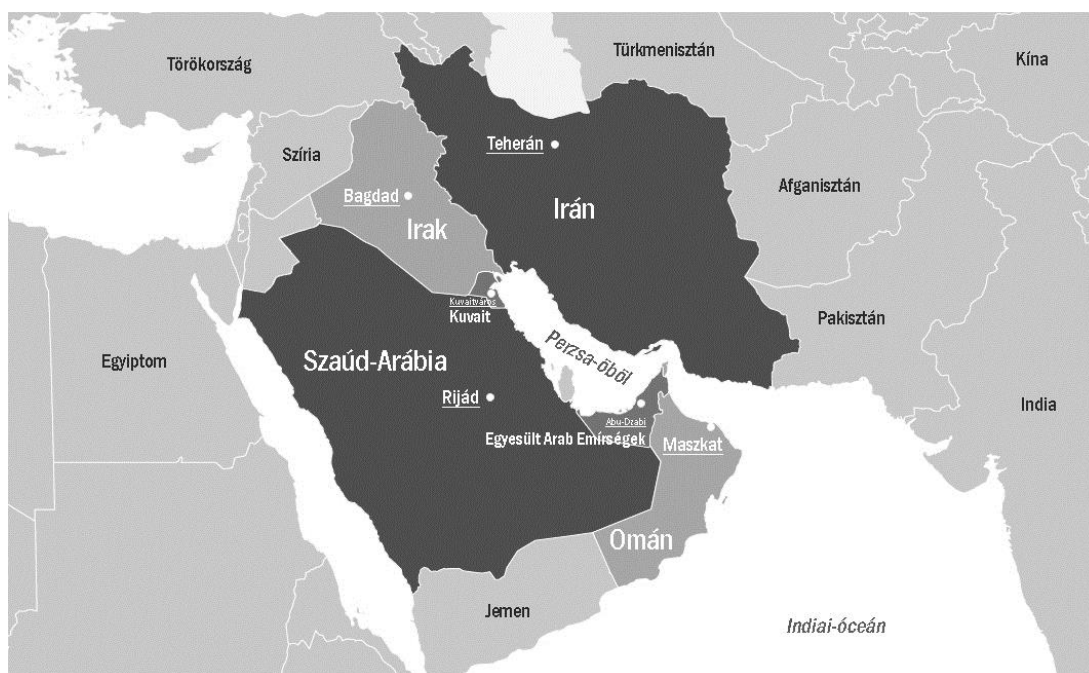 Törökország
Türkmenisztán
Kína
Szíria
Teherán
Afganisztán
Bagdad
Irán
Irak
Kuvaitváros
Kuvait
Pakisztán
Perzsa-öböl
Egyiptom
Szaúd-Arábia
Rijád
India
Abu-Dzabi
Egyesült Arab Emírségek
Maszkat
Omán
Jemen
Indiai-óceán